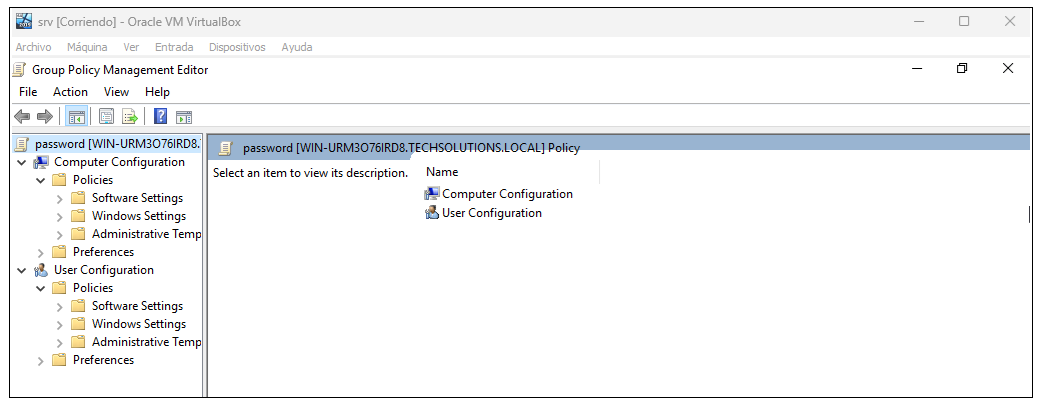 srv [Corriendo] - Oracle VM VirtualBox
Archivo Máquina Ver Entrada Dispositivos Ayuda
Group Policy Management Editor
File Action View Help
password [WIN-URM3O76IRD8.
Computer Configuration
Policies
Software Settings
Windows Settings
Administrative Temp
Preferences
User Configuration
Policies
Software Settings
Windows Settings
Administrative Temp
Preferences
password [WIN-URM3O76IRD8.TECHSOLUTIONS.LOCAL] Policy
Select an item to view its description.
Name
Computer Configuration
User Configuration